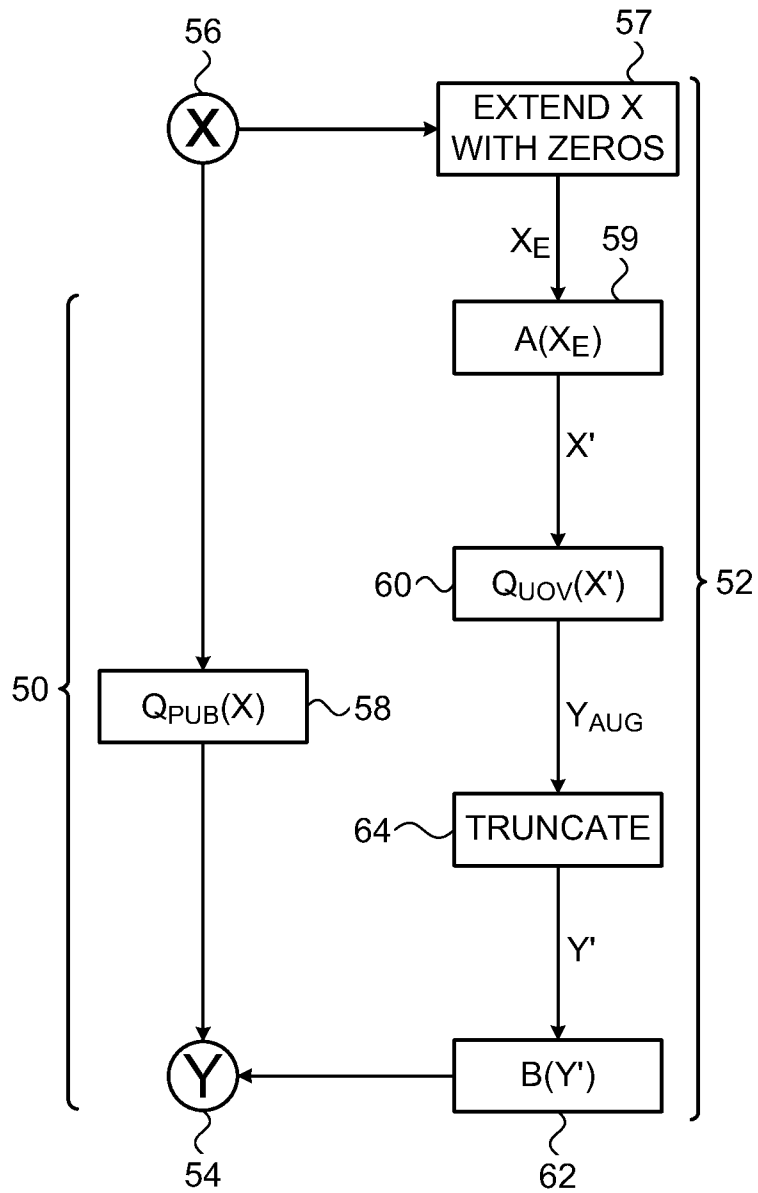 56
57
X
EXTEND X
WITH ZEROS
X_E
59
A(X_E)
X'
60
Q_UOV(X')
52
50
Q_PUB(X)
58
Y_AUG
64
TRUNCATE
Y'
Y
B(Y')
54
62